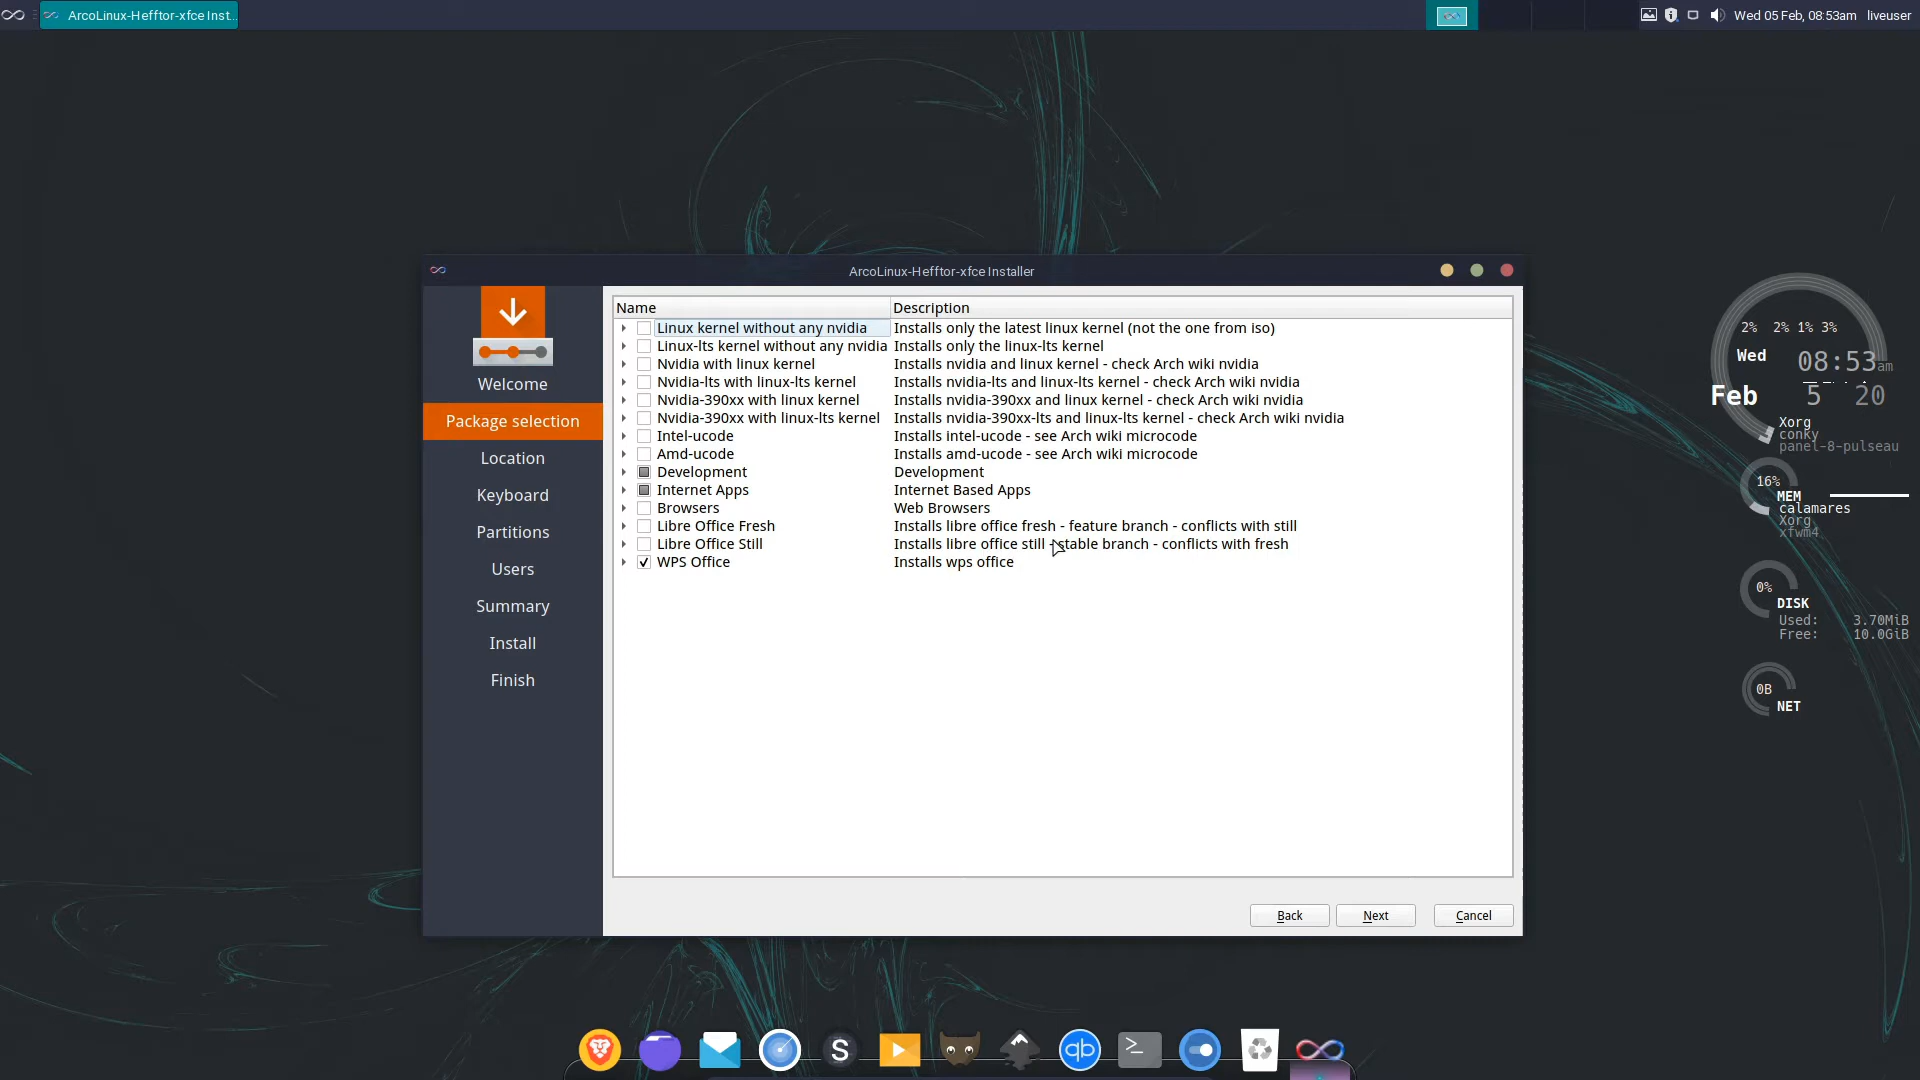 ArcoLinux-Hefftor-xfce Inst...
Wed 05 Feb, 08:53am liveuser
ArcoLinux-Hefftor-xfce Installer
Welcome
Package selection
Location
Keyboard
Partitions
Users
Summary
Install
Finish
Name Description
Linux kernel without any nvidia Installs only the latest linux kernel (not the one from iso)
Linux-lts kernel without any nvidia Installs only the linux-lts kernel
Nvidia with linux kernel Installs nvidia and linux kernel - check Arch wiki nvidia
Nvidia-lts with linux-lts kernel Installs nvidia-lts and linux-lts kernel - check Arch wiki nvidia
Nvidia-390xx with linux kernel Installs nvidia-390xx and linux kernel - check Arch wiki nvidia
Nvidia-390xx with linux-lts kernel Installs nvidia-390xx-lts and linux-lts kernel - check Arch wiki nvidia
Intel-ucode Installs intel-ucode - see Arch wiki microcode
Amd-ucode Installs amd-ucode - see Arch wiki microcode
Development Development
Internet Apps Internet Based Apps
Browsers Web Browsers
Libre Office Fresh Installs libre office fresh - feature branch - conflicts with still
Libre Office Still Installs libre office still - stable branch - conflicts with fresh
WPS Office Installs wps office
Back Next Cancel
2% 2% 1% 3%
Wed 08:53am
Feb 5 20
Xorg
conky
panel-8-pulseau
16%
MEM
calamares
Xorg
xfwm4
0%
DISK
Used: 3.70MiB
Free: 10.0GiB
0B
NET
S
qb